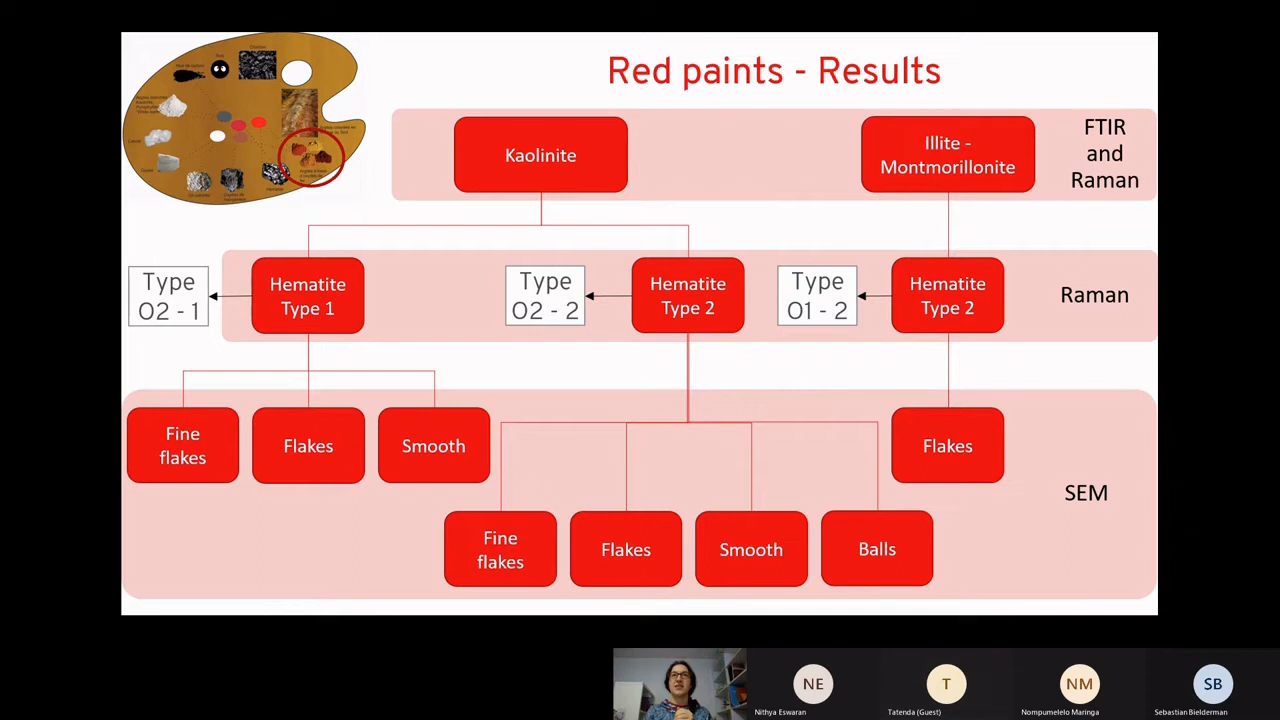 Red paints - Results
FTIR
and
Raman
Kaolinite
Illite -
Montmorillonite
Type
O2 - 1
Hematite
Type 1
Type
O2 - 2
Hematite
Type 2
Type
O1 - 2
Hematite
Type 2
Raman
Fine
flakes
Flakes
Smooth
Flakes
SEM
Fine
flakes
Flakes
Smooth
Balls
NE
T
NM
SB
Nithya Eswaran
Tatenda (Guest)
Nompumelelo Maringa
Sebastian Bielderman